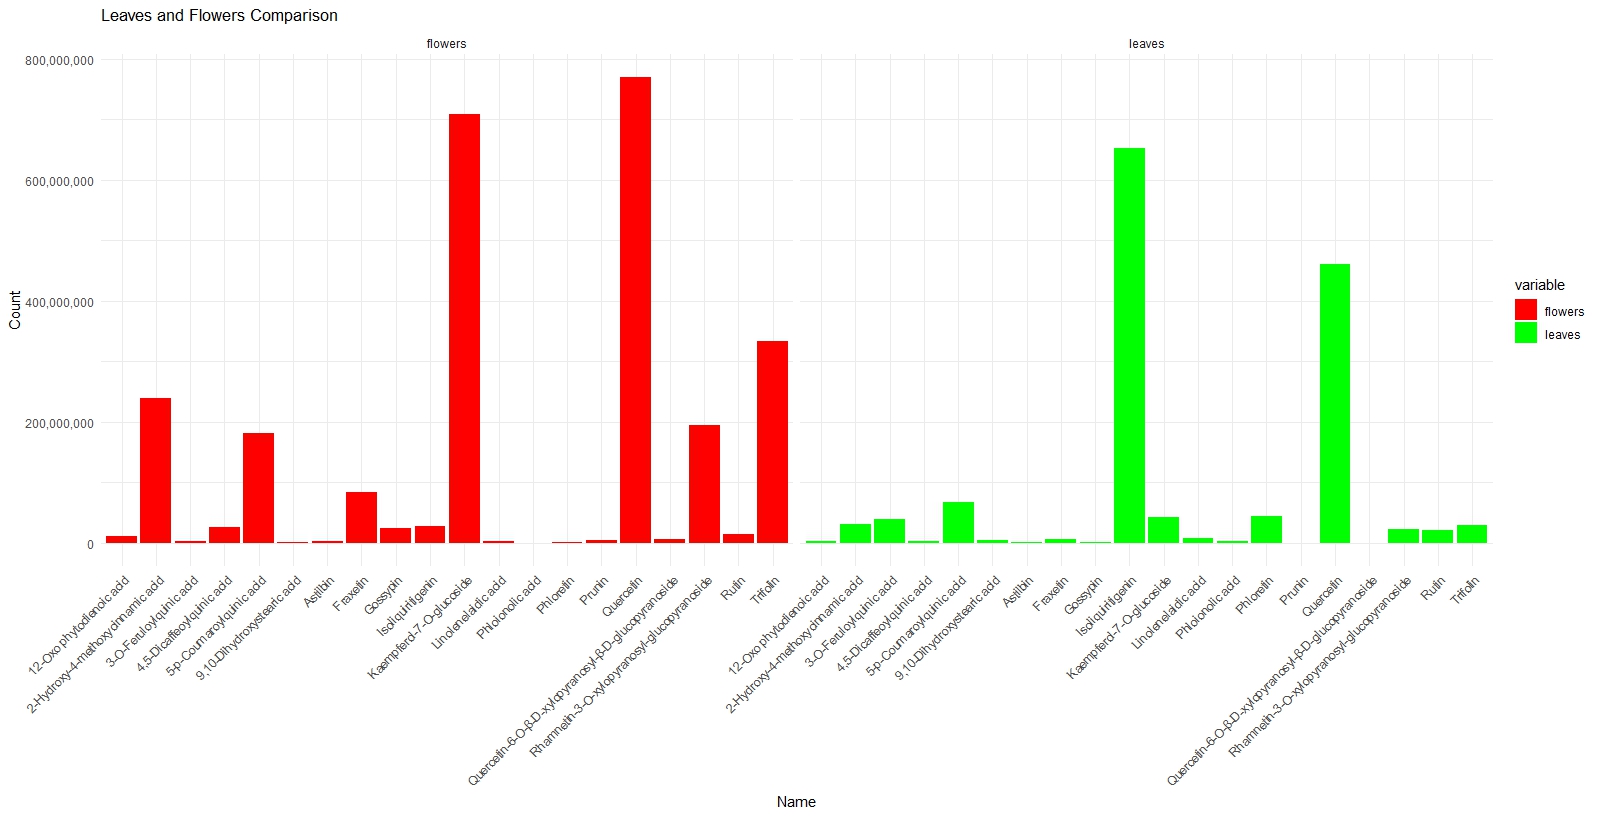 Leaves and Flowers Comparison
flowers
leaves
800,000,000
600,000,000
400,000,000
200,000,000
0
Count
12-Oxo phytodienoic acid
2-Hydroxy-4-methoxycinnamic acid
3-O-Feruloylquinic acid
4,5-Dicaffeoylquinic acid
5-p-Coumaroylquinic acid
9,10-Dihydroxystearic acid
Astilbin
Fraxetin
Gossypin
Isoliquiritigenin
Kaempferol-7-O-glucoside
Linolenelaidic acid
Phloionolic acid
Phloretin
Prunin
Quercetin
Quercetin-6-O-β-D-xylopyranosyl-β-D-glucopyranoside
Rhamnetin-3-O-xylopyranosyl-glucopyranoside
Rutin
Trifolin
12-Oxo phytodienoic acid
2-Hydroxy-4-methoxycinnamic acid
3-O-Feruloylquinic acid
4,5-Dicaffeoylquinic acid
5-p-Coumaroylquinic acid
9,10-Dihydroxystearic acid
Astilbin
Fraxetin
Gossypin
Isoliquiritigenin
Kaempferol-7-O-glucoside
Linolenelaidic acid
Phloionolic acid
Phloretin
Prunin
Quercetin
Quercetin-6-O-β-D-xylopyranosyl-β-D-glucopyranoside
Rhamnetin-3-O-xylopyranosyl-glucopyranoside
Rutin
Trifolin
Name
variable
flowers
leaves